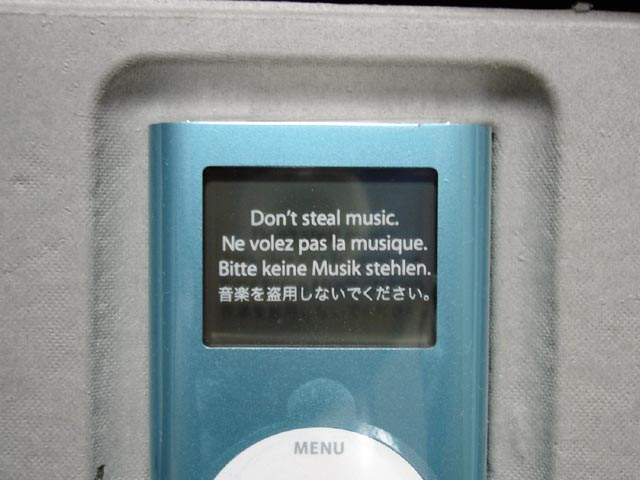 Don't steal music.
Ne volez pas la musique.
Bitte keine Musik stehlen.
音楽を盗用しないでください。
MENU